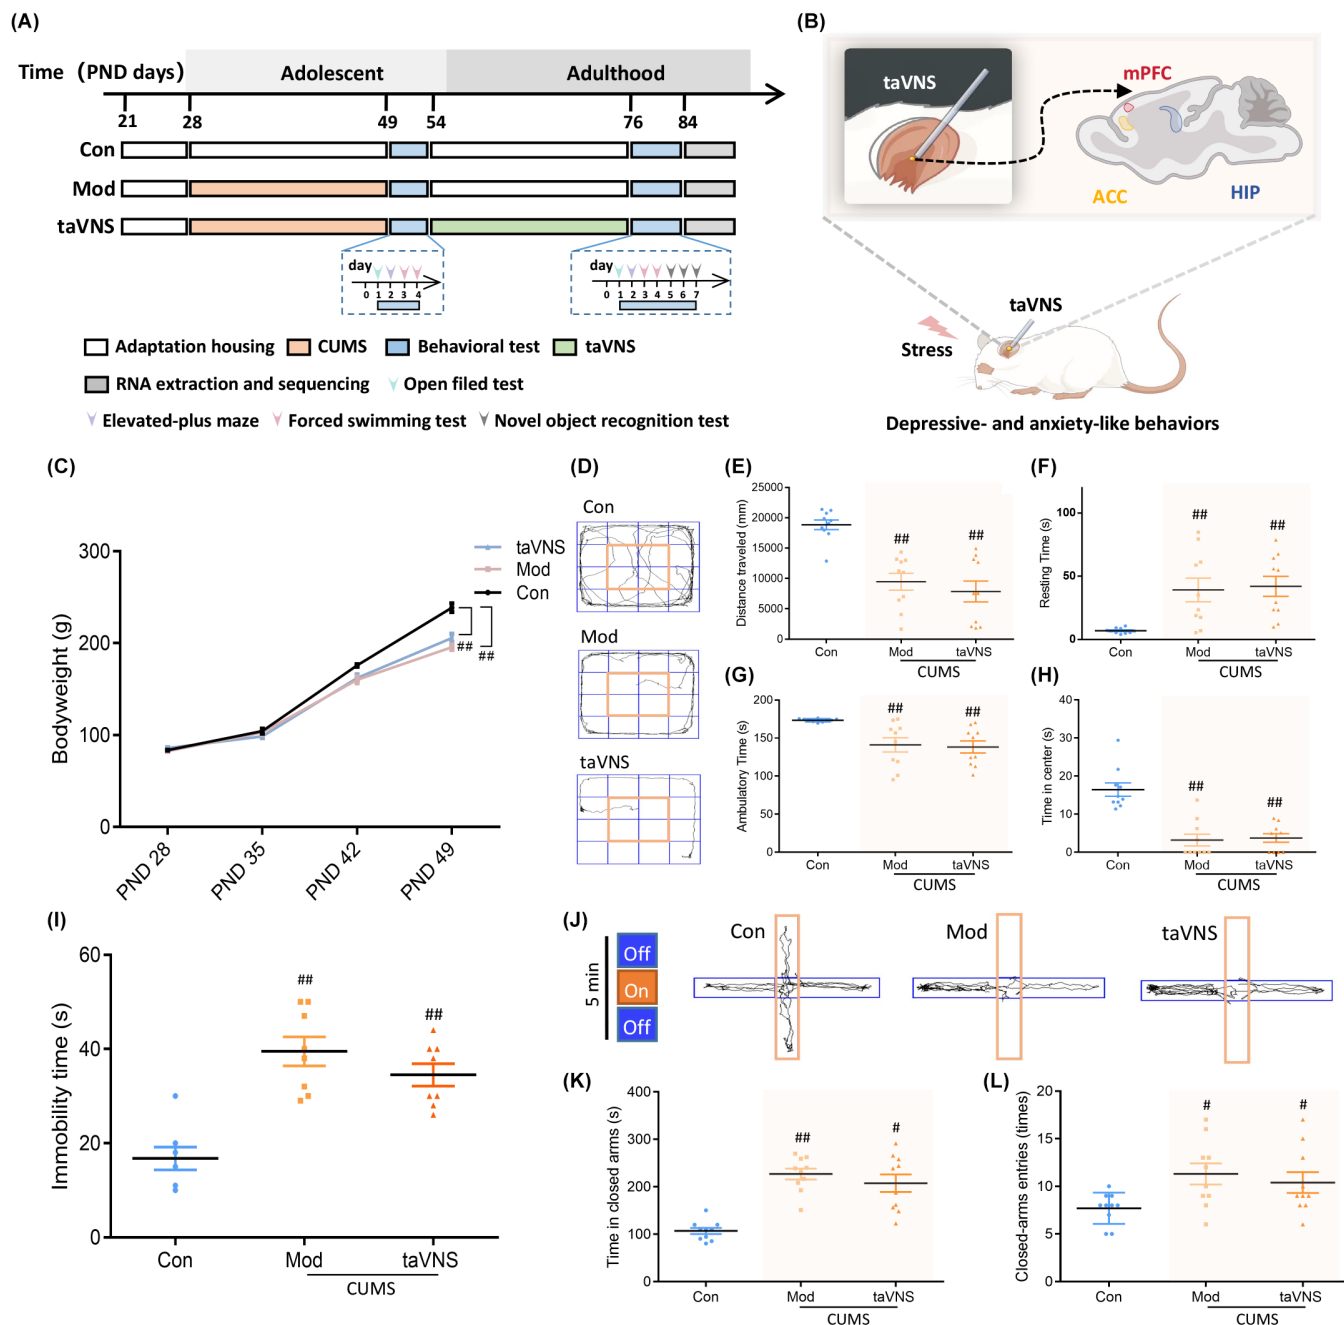 (A)
Time (PND days)
Adolescent
Adulthood
21 28 49 54 76 84
Con
Mod
taVNS
day
0 1 2 3 4
day
0 1 2 3 4 5 6 7
Adaptation housing CUMS Behavioral test taVNS
RNA extraction and sequencing Open filed test
Elevated-plus maze Forced swimming test Novel object recognition test
(B)
taVNS
mPFC
ACC
HIP
taVNS
Stress
Depressive- and anxiety-like behaviors
(C)
Bodyweight (g)
300
200
100
0
taVNS
Mod
Con
##
##
PND 28
PND 35
PND 42
PND 49
(D)
Con
Mod
taVNS
(E)
Distance traveled (mm)
25000
20000
15000
10000
5000
0
##
##
Con Mod taVNS
CUMS
(F)
Resting Time (s)
100
50
0
##
##
Con Mod taVNS
CUMS
(G)
Ambulatory Time (s)
200
150
100
50
0
##
##
Con Mod taVNS
CUMS
(H)
Time in center (s)
40
30
20
10
0
##
##
Con Mod taVNS
CUMS
(I)
Immobility time (s)
60
40
20
0
##
##
Con Mod taVNS
CUMS
(J)
5 min
Off
On
Off
Con
Mod
taVNS
(K)
Time in closed arms (s)
400
300
200
100
0
##
#
Con Mod taVNS
CUMS
(L)
Closed-arms entries (times)
20
15
10
5
0
#
#
Con Mod taVNS
CUMS